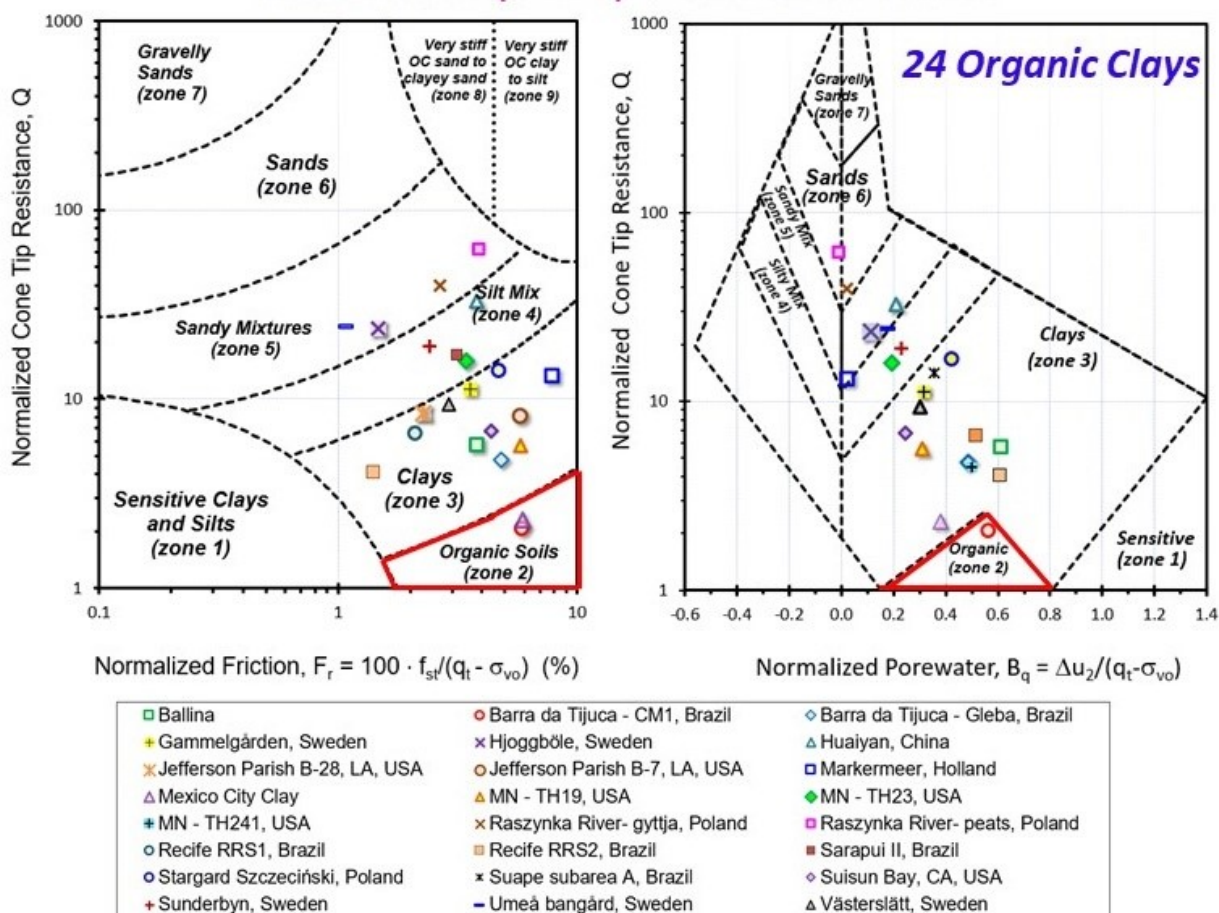 24 Organic Clays
Normalized Cone Tip Resistance, Q
1000
100
10
1
0.1
1
10
Gravelly
Sands
(zone 7)
Very stiff
OC sand to
clayey sand
(zone 8)
Very stiff
OC clay
to silt
(zone 9)
Sands
(zone 6)
Silt Mix
(zone 4)
Sandy Mixtures
(zone 5)
Clays
(zone 3)
Sensitive Clays
and Silts
(zone 1)
Organic Soils
(zone 2)
Normalized Friction, Fr = 100 · fst/(qt - σvo) (%)
Normalized Cone Tip Resistance, Q
1000
100
10
1
-0.6 -0.4 -0.2 0.0 0.2 0.4 0.6 0.8 1.0 1.2 1.4
Gravelly
Sands
(zone 7)
Sands
(zone 6)
Sandy Mix
(zone 5)
Silty Mix
(zone 4)
Clays
(zone 3)
Organic
(zone 2)
Sensitive
(zone 1)
Normalized Porewater, Bq = Δu2/(qt-σvo)
Ballina Barra da Tijuca - CM1, Brazil Barra da Tijuca - Gleba, Brazil
Gammelgården, Sweden Hjoggböle, Sweden Huaiyan, China
Jefferson Parish B-28, LA, USA Jefferson Parish B-7, LA, USA Markermeer, Holland
Mexico City Clay MN - TH19, USA MN - TH23, USA
MN - TH241, USA Raszynka River- gyttja, Poland Raszynka River- peats, Poland
Recife RRS1, Brazil Recife RRS2, Brazil Sarapui II, Brazil
Stargard Szczeciński, Poland Suape subarea A, Brazil Suisun Bay, CA, USA
Sunderbyn, Sweden Umeå bangård, Sweden Västerslätt, Sweden